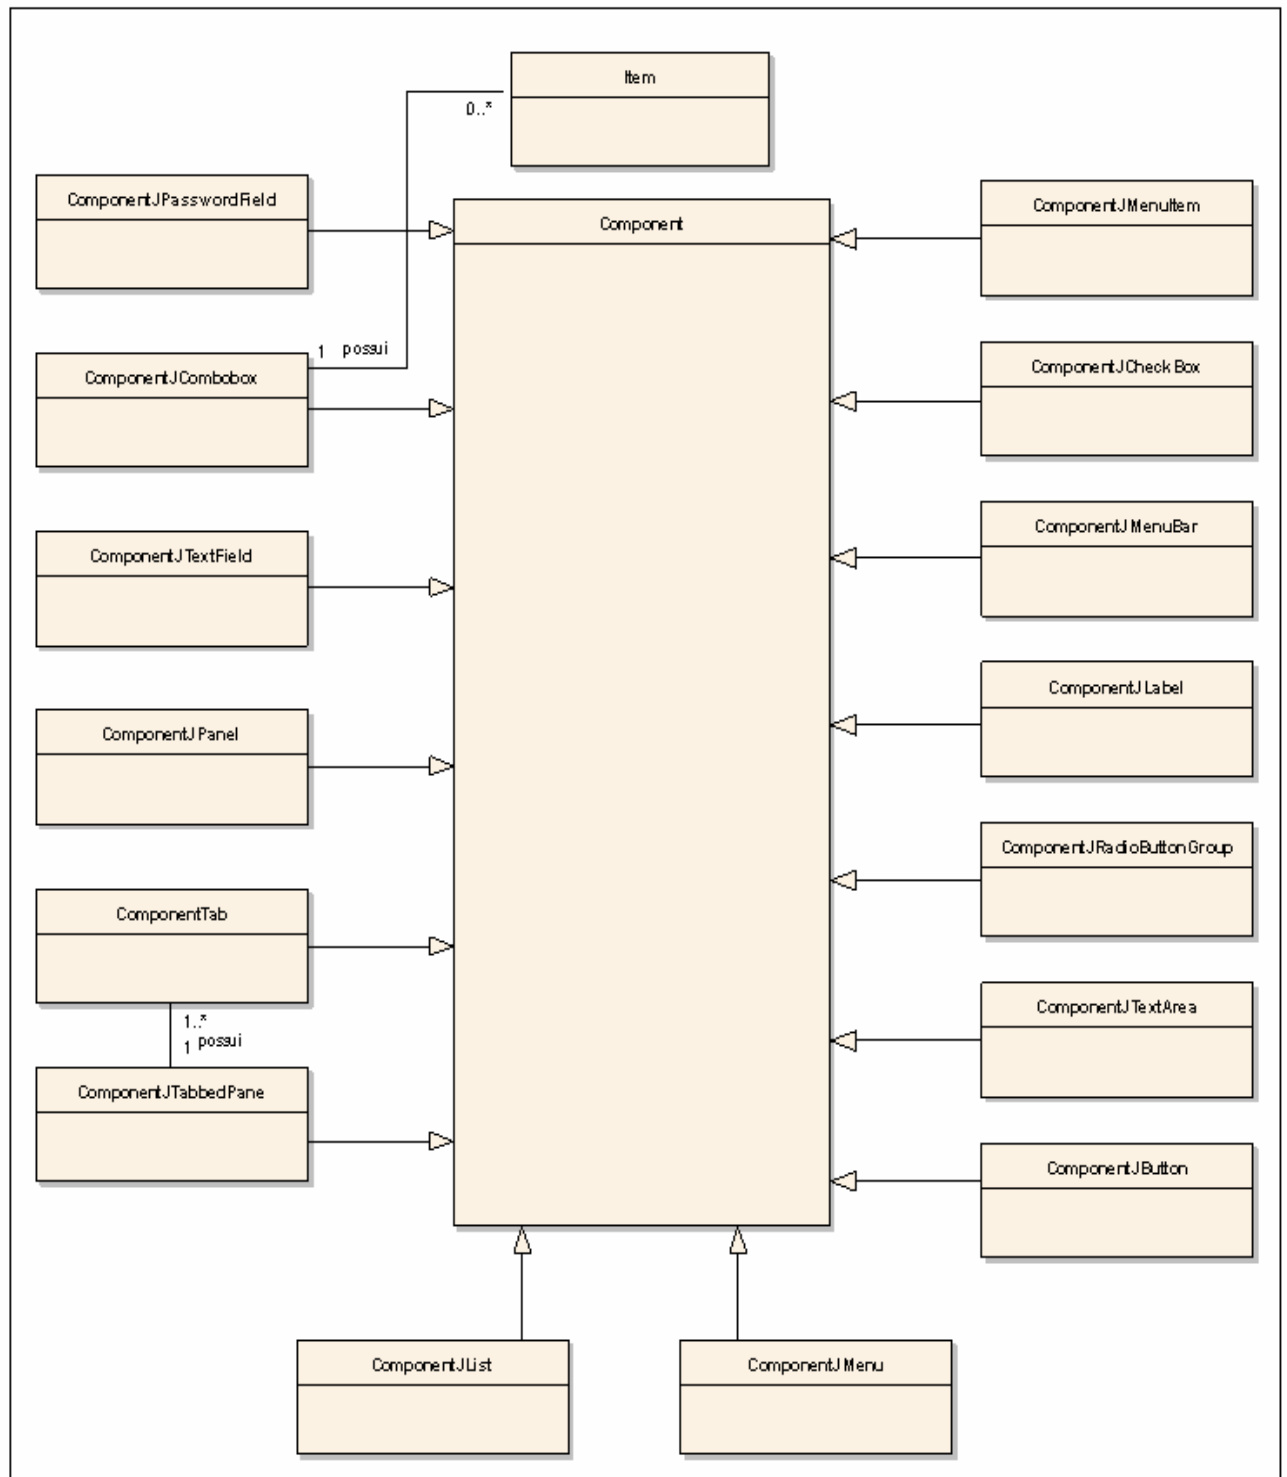 Item
0..*
ComponentJPasswordField
Component
ComponentJMenuItem
1 possui
ComponentJCombobox
ComponentJCheckBox
ComponentJTextField
ComponentJMenuBar
ComponentJPanel
ComponentJLabel
ComponentJRadioButtonGroup
ComponentTab
1..*
1 possui
ComponentJTextArea
ComponentJTabbedPane
ComponentJButton
ComponentJList
ComponentJMenu